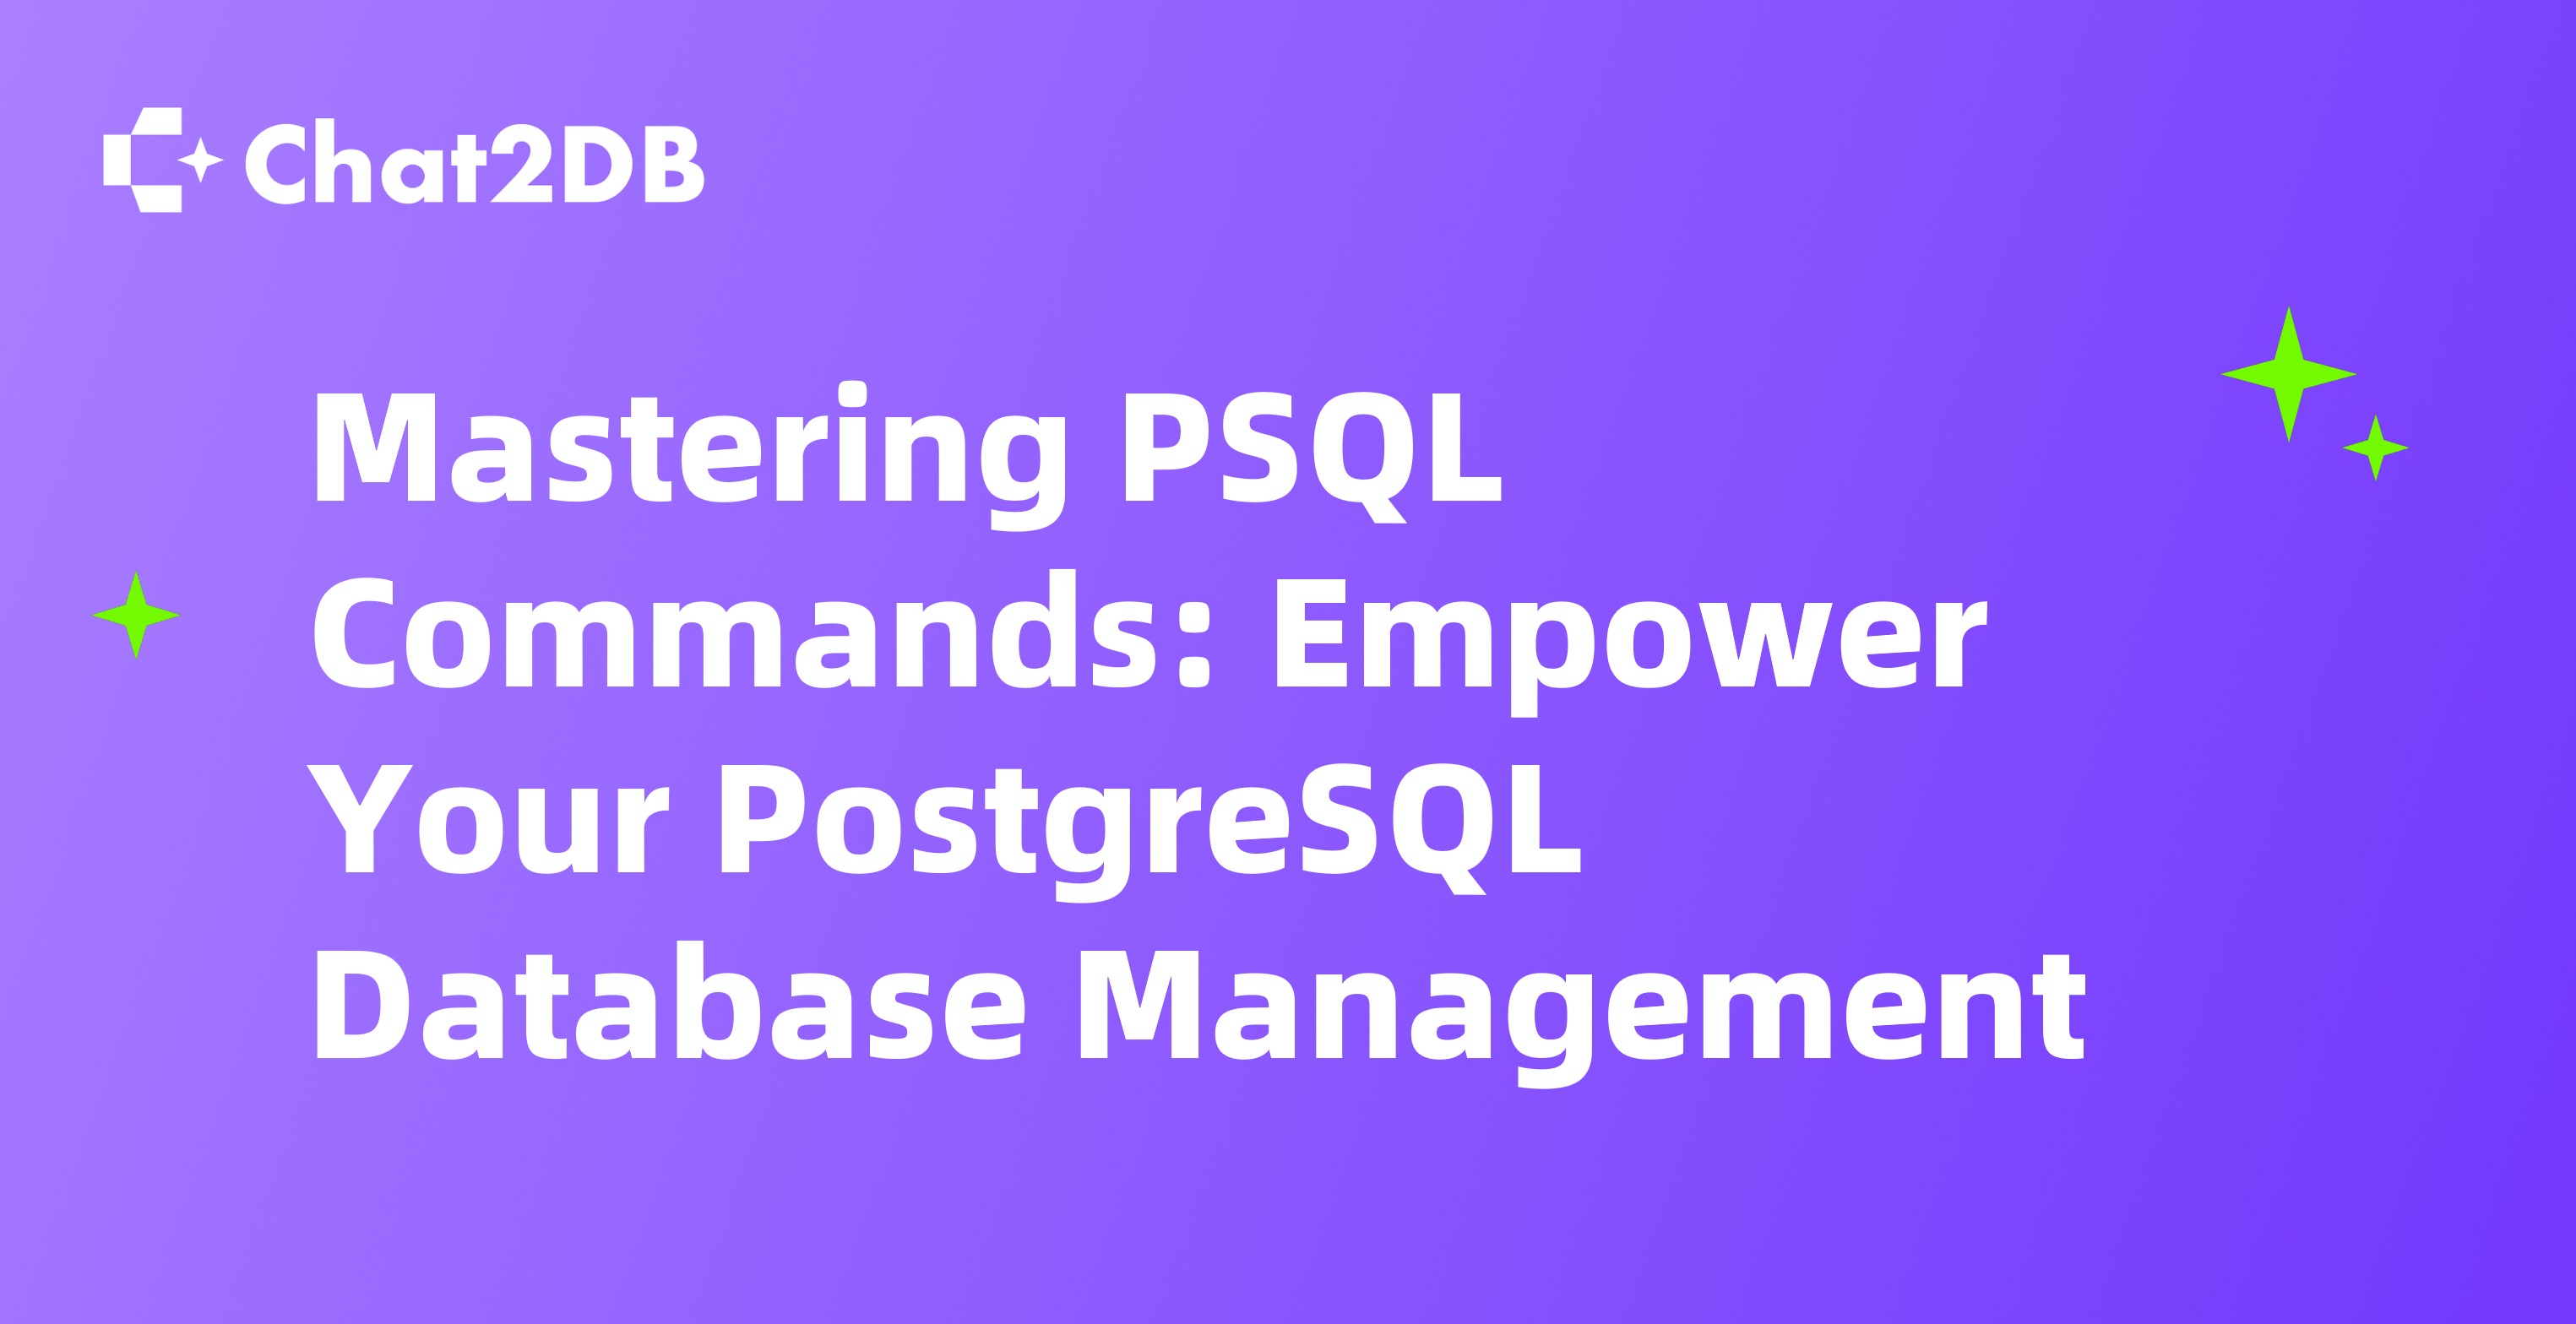 Chat2DB
Mastering PSQL
Commands: Empower
Your PostgreSQL
Database Management